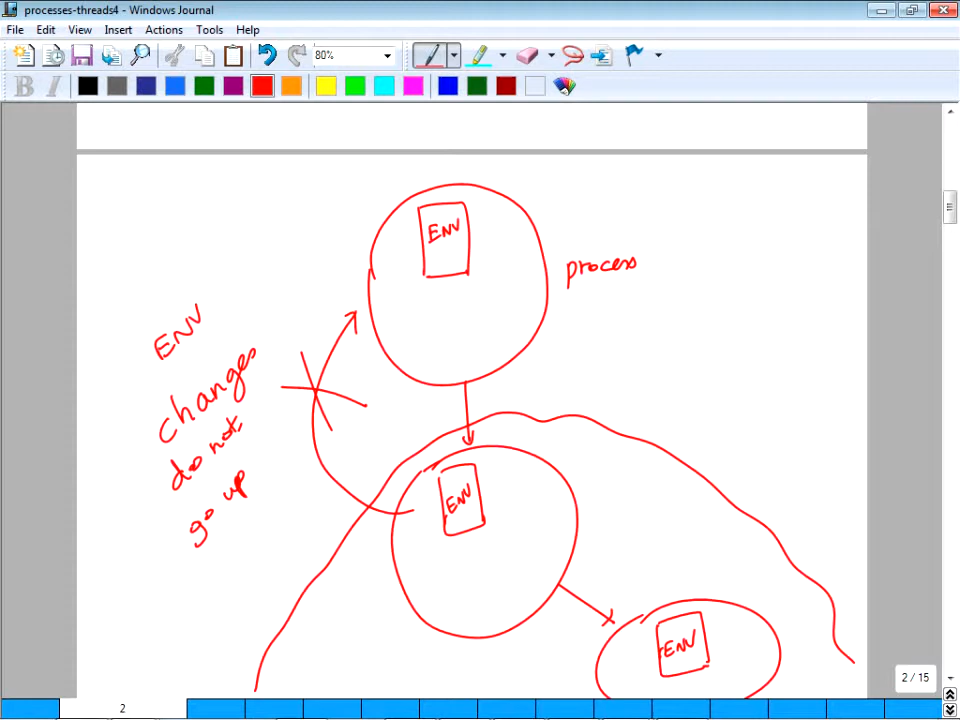 processes-threads4 - Windows Journal
File Edit View Insert Actions Tools Help
80%
B I
ENV
process
ENV
changes
do not
go up
ENV
ENV
2 / 15
2